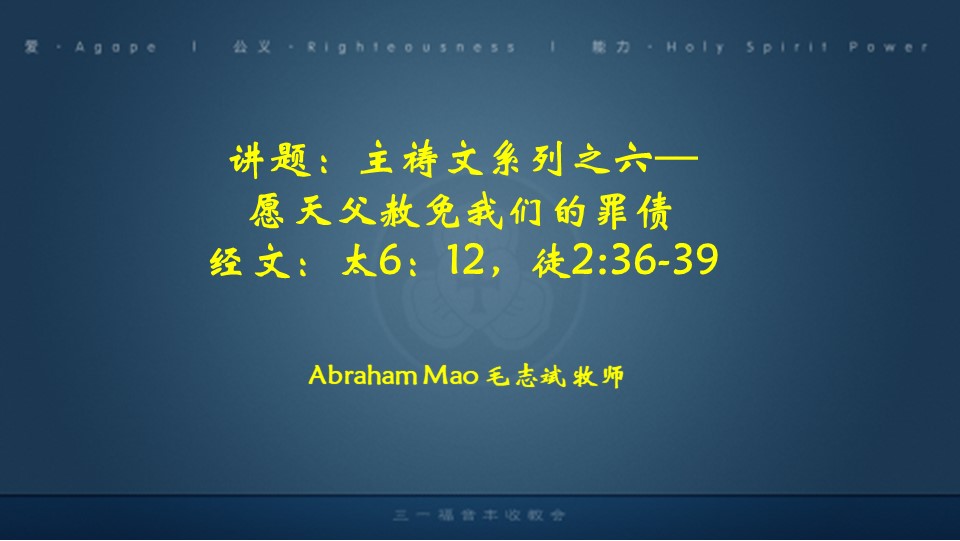 爱 · Agape | 公义 · Righteousness | 能力 · Holy Spirit Power
讲题：主祷文系列之六—
愿天父赦免我们的罪债
经文：太6：12，徒2:36-39
Abraham Mao 毛志斌 牧师
三一福音丰收教会